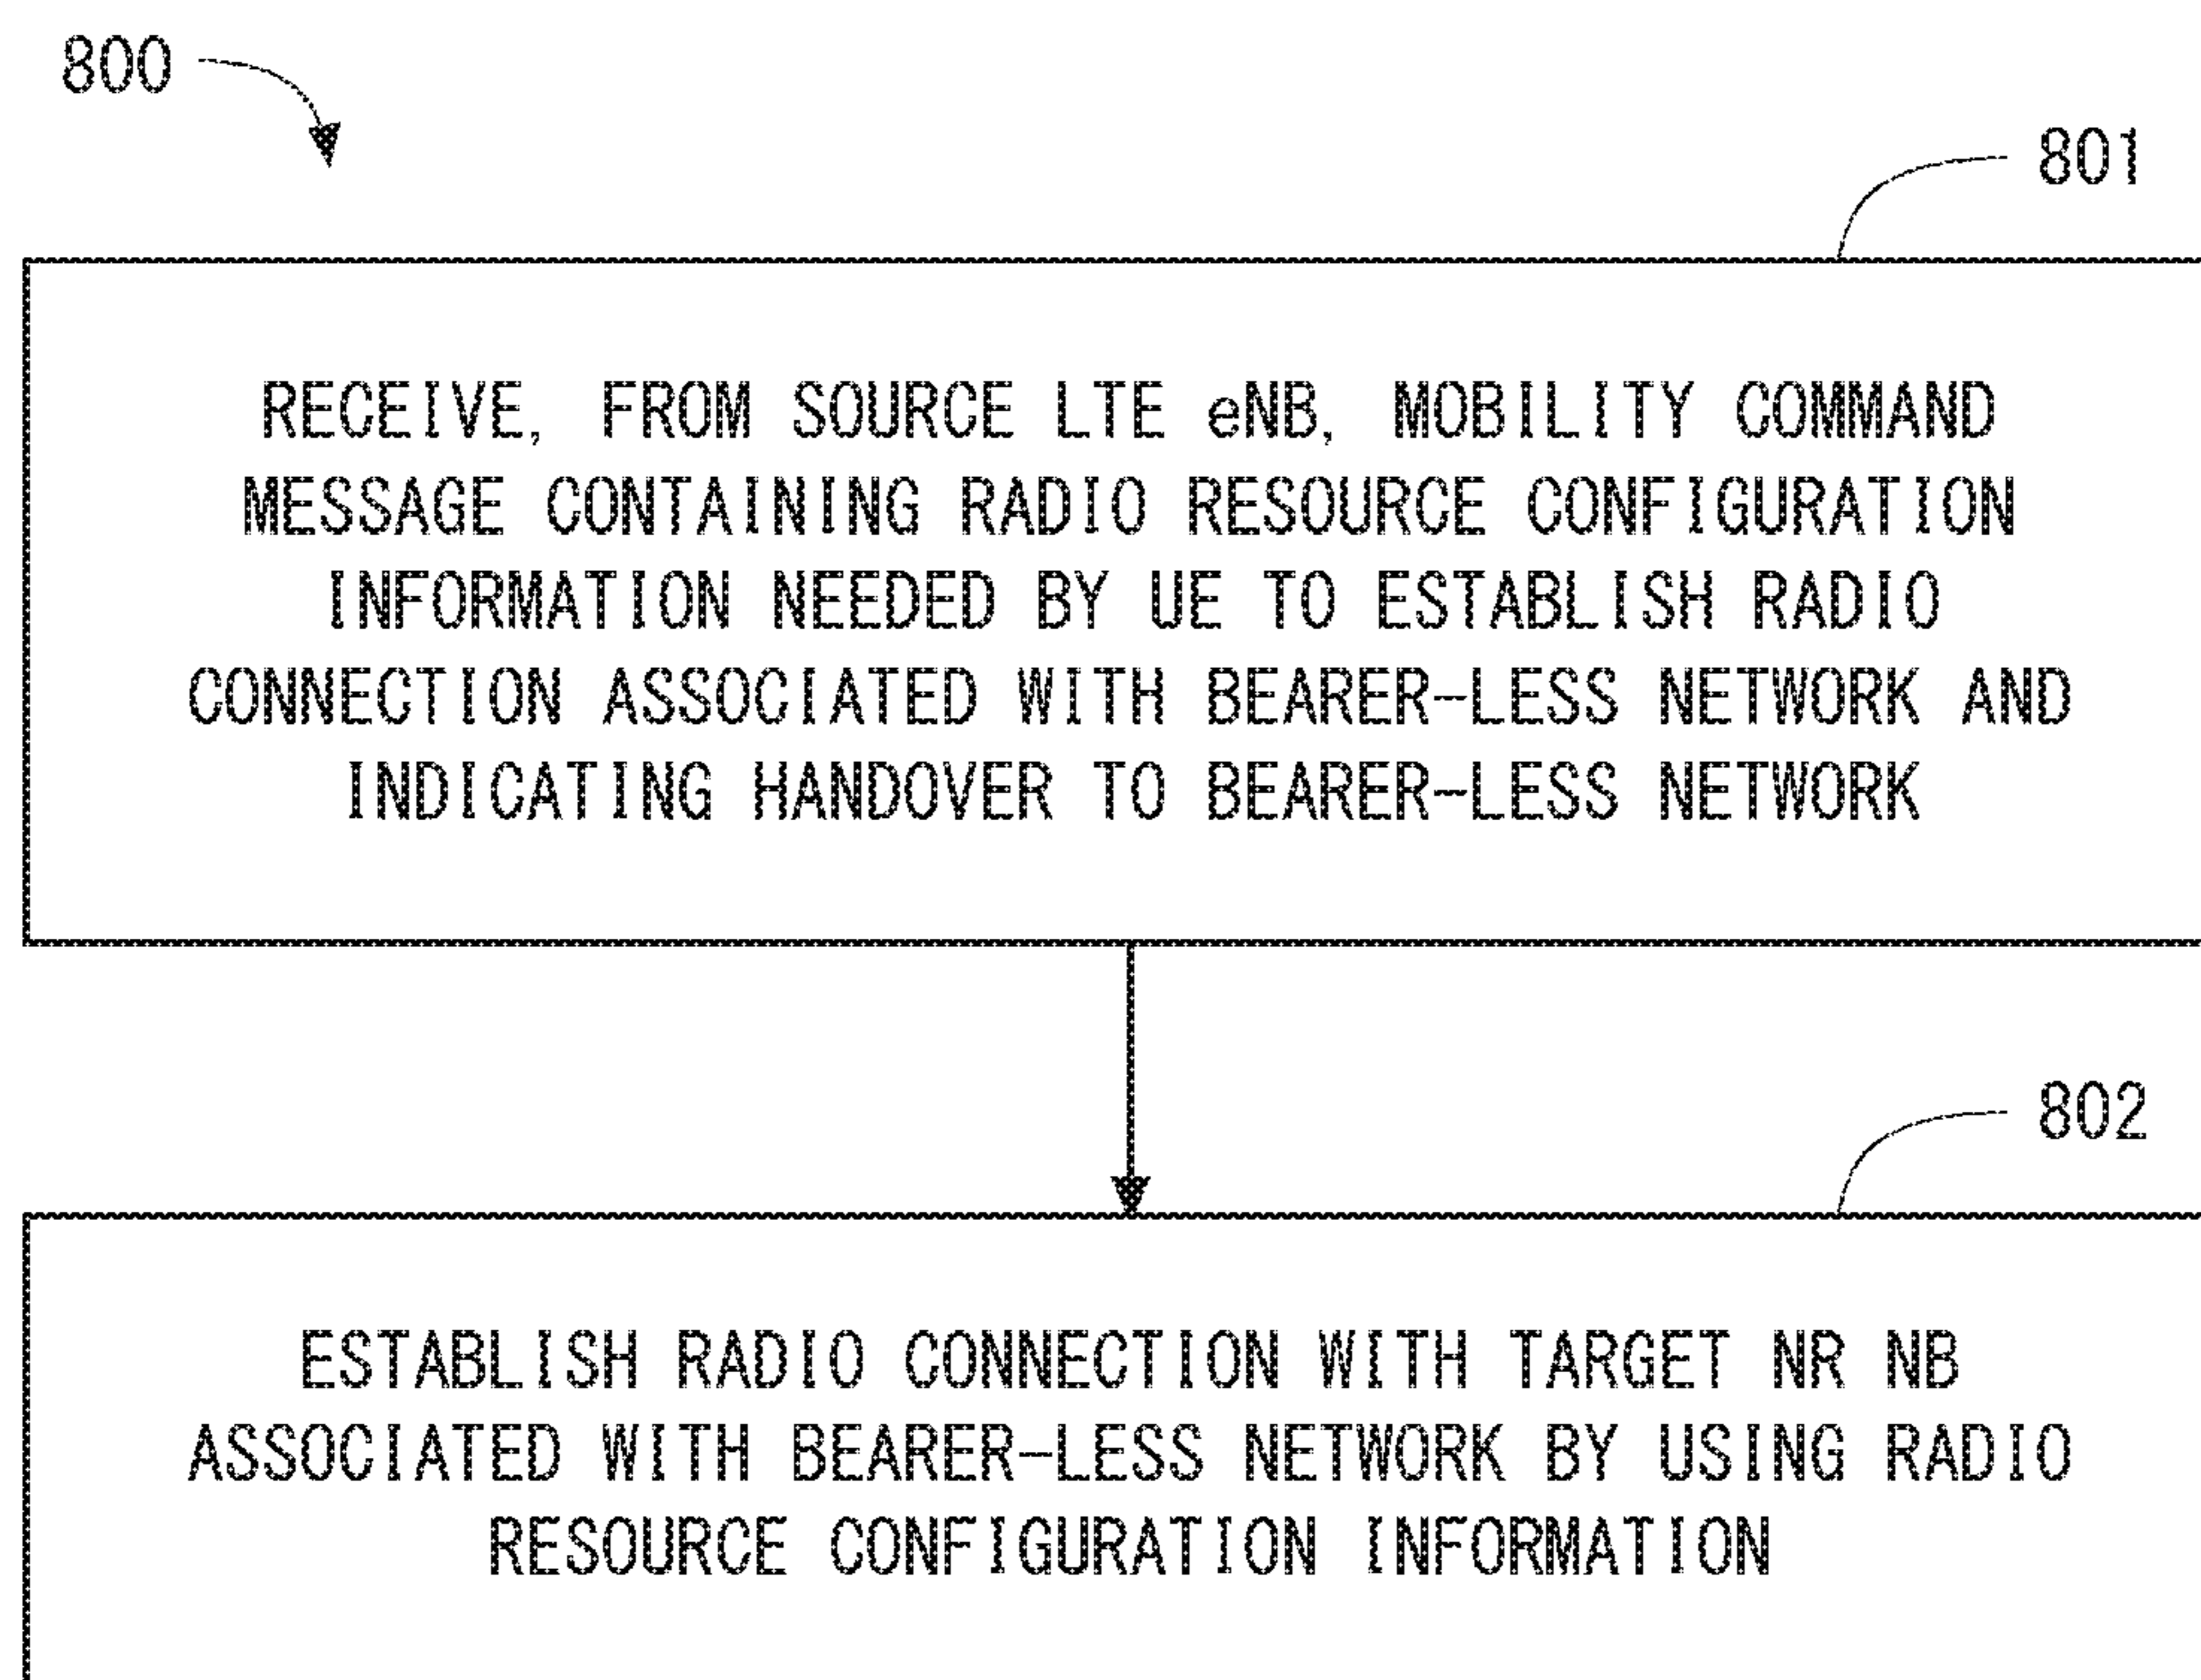 800
801
RECEIVE, FROM SOURCE LTE eNB, MOBILITY COMMAND
MESSAGE CONTAINING RADIO RESOURCE CONFIGURATION
INFORMATION NEEDED BY UE TO ESTABLISH RADIO
CONNECTION ASSOCIATED WITH BEARER-LESS NETWORK AND
INDICATING HANDOVER TO BEARER-LESS NETWORK
802
ESTABLISH RADIO CONNECTION WITH TARGET NR NB
ASSOCIATED WITH BEARER-LESS NETWORK BY USING RADIO
RESOURCE CONFIGURATION INFORMATION